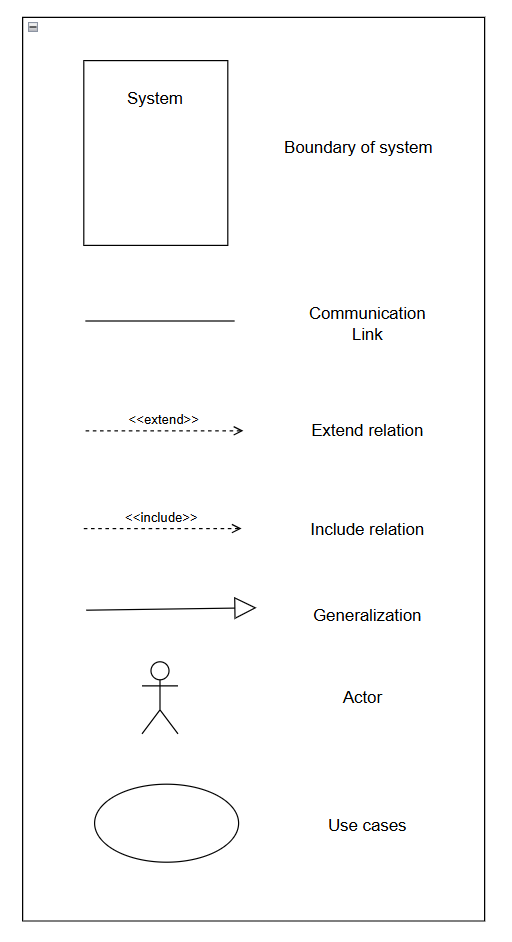 System
Boundary of system
Communication
Link
<<extend>>
Extend relation
<<include>>
Include relation
Generalization
Actor
Use cases